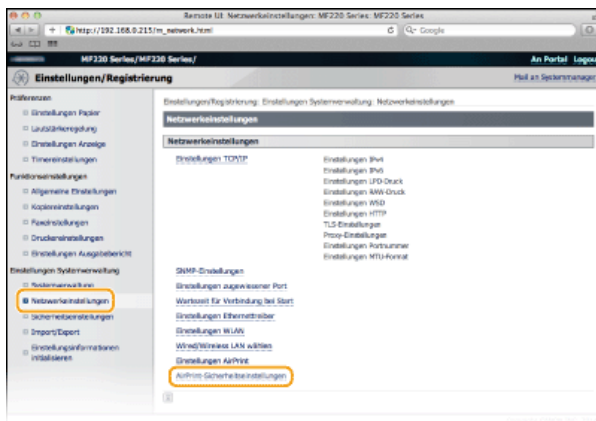 Remote UI: Netzwerkeinstellungen: MF220 Series: MF220 Series
http://192.168.0.215/m_network.html
Google
MF220 Series/MF220 Series/
An Portal
Einstellungen/Registrierung
Mail an Systemmanager
Präferenzen
Einstellungen Papier
Lautstärkeregelung
Einstellungen Anzeige
Timereinstellungen
Funktionseinstellungen
Allgemeine Einstellungen
Kopiereinstellungen
Faxeinstellungen
Druckereinstellungen
Einstellungen Ausgabebericht
Einstellungen Systemverwaltung
Systemverwaltung
Netzwerkeinstellungen
Sicherheitseinstellungen
Import/Export
Einstellungsinformationen
initialisieren
Einstellungen/Registrierung: Einstellungen Systemverwaltung: Netzwerkeinstellungen
Netzwerkeinstellungen
Netzwerkeinstellungen
Einstellungen TCP/IP
Einstellungen IPv4
Einstellungen IPv6
Einstellungen LPD-Druck
Einstellungen RAW-Druck
Einstellungen WSD
Einstellungen HTTP
TLS-Einstellungen
Proxy-Einstellungen
Einstellungen Portnummer
Einstellungen MTU-Format
SNMP-Einstellungen
Einstellungen zugewiesener Port
Wartezeit für Verbindung bei Start
Einstellungen Ethernettreiber
Einstellungen WLAN
Wired/Wireless LAN wählen
Einstellungen AirPrint
AirPrint-Sicherheitseinstellungen